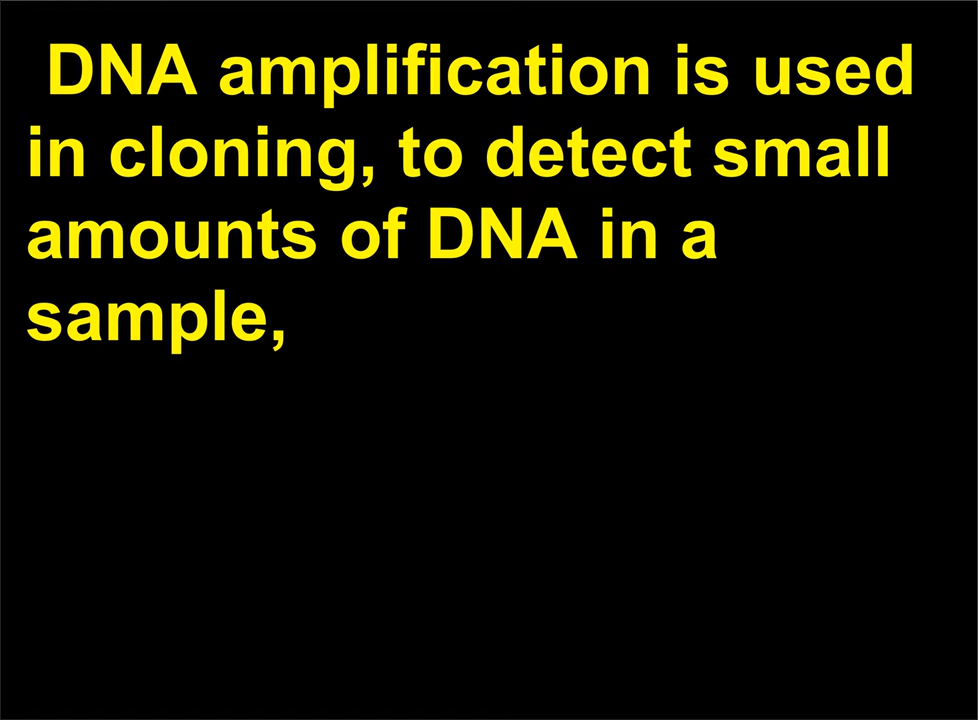 DNA amplification is used
in cloning, to detect small
amounts of DNA in a
sample,